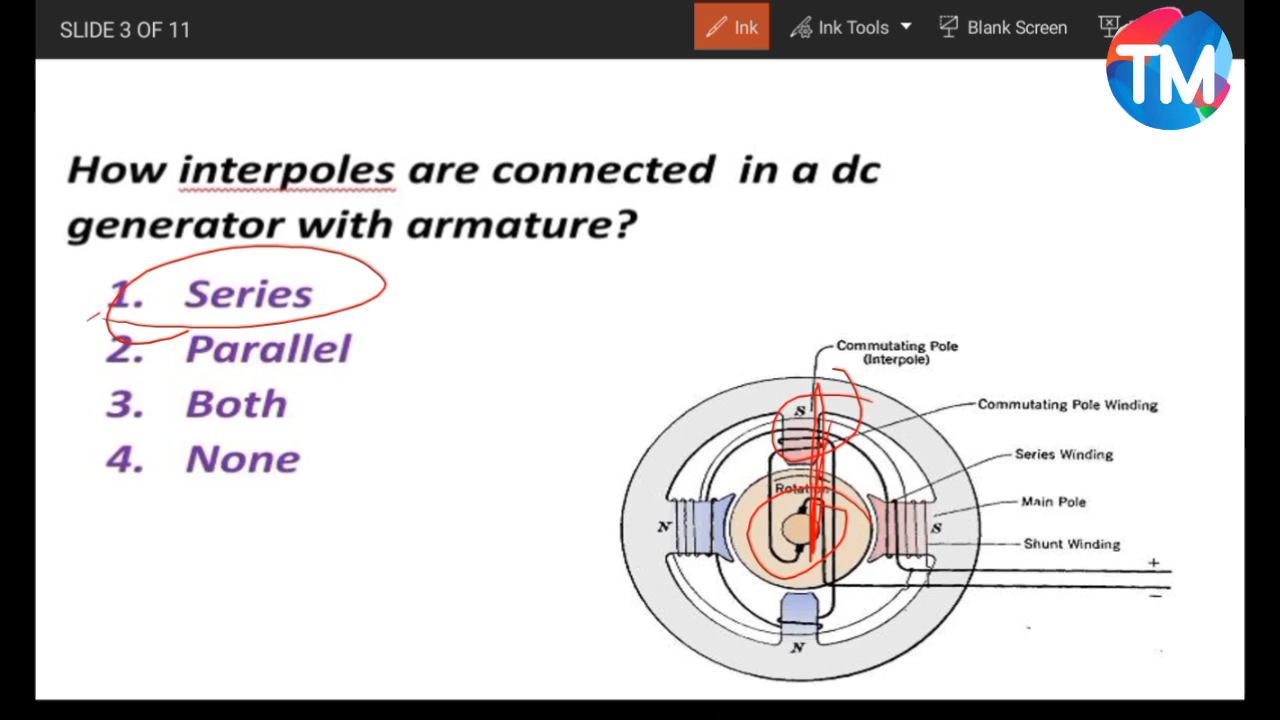 SLIDE 3 OF 11
Ink
Ink Tools
Blank Screen
TM
How interpoles are connected in a dc
generator with armature?
1. Series
2. Parallel
3. Both
4. None
Commutating Pole
(Interpole)
S
Commutating Pole Winding
Series Winding
Rotation
Main Pole
N
S
Shunt Winding
+
−
N